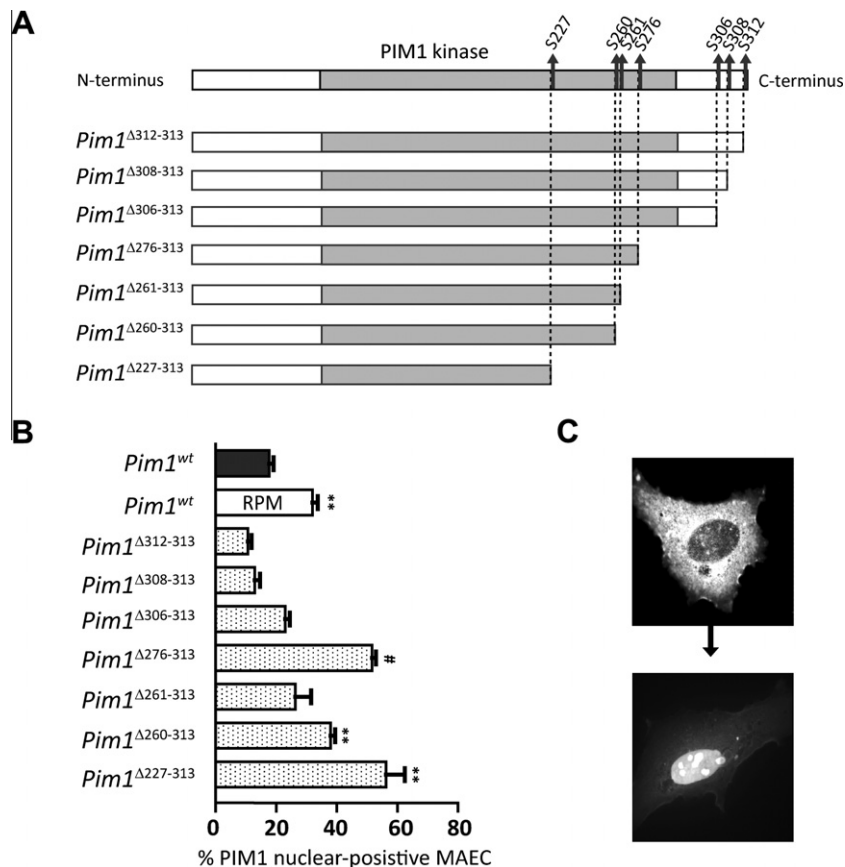 A
S227
S260
S261
S276
S306
S308
S312
PIM1 kinase
N-terminus
C-terminus
Pim1Δ312-313
Pim1Δ308-313
Pim1Δ306-313
Pim1Δ276-313
Pim1Δ261-313
Pim1Δ260-313
Pim1Δ227-313
B
Pim1wt
Pim1wt RPM **
Pim1Δ312-313
Pim1Δ308-313
Pim1Δ306-313
Pim1Δ276-313 #
Pim1Δ261-313
Pim1Δ260-313 **
Pim1Δ227-313 **
0 20 40 60 80
% PIM1 nuclear-posistive MAEC
C